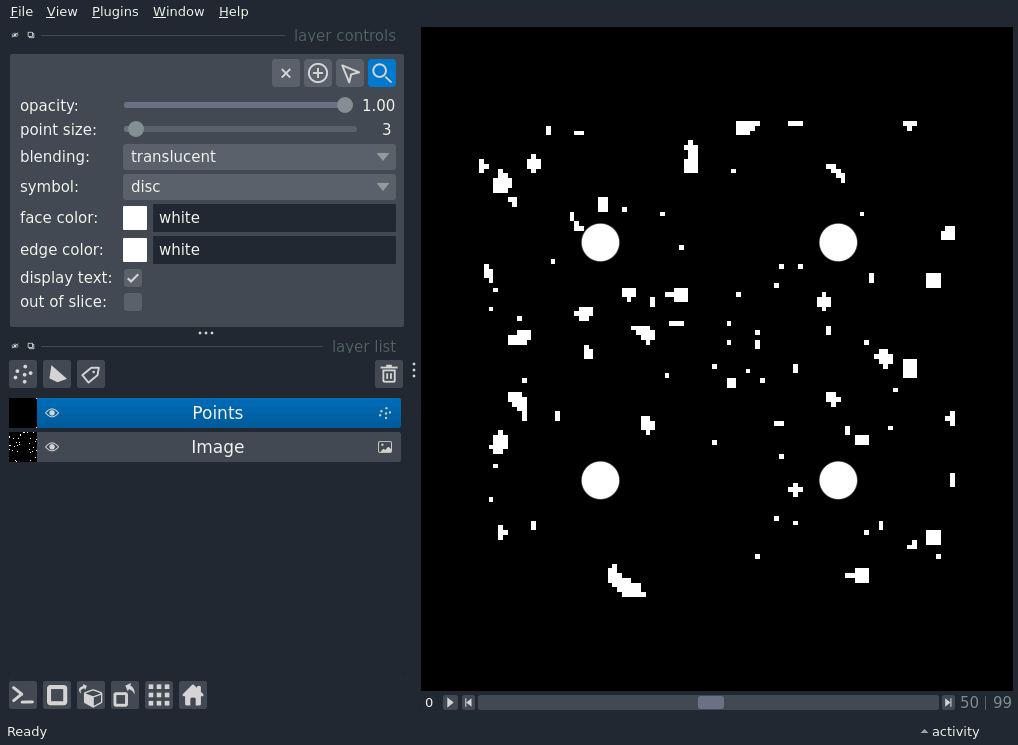 File View Plugins Window Help
layer controls
opacity: 1.00
point size: 3
blending: translucent
symbol: disc
face color: white
edge color: white
display text:
out of slice:
layer list
Points
Image
0 50 | 99
Ready activity